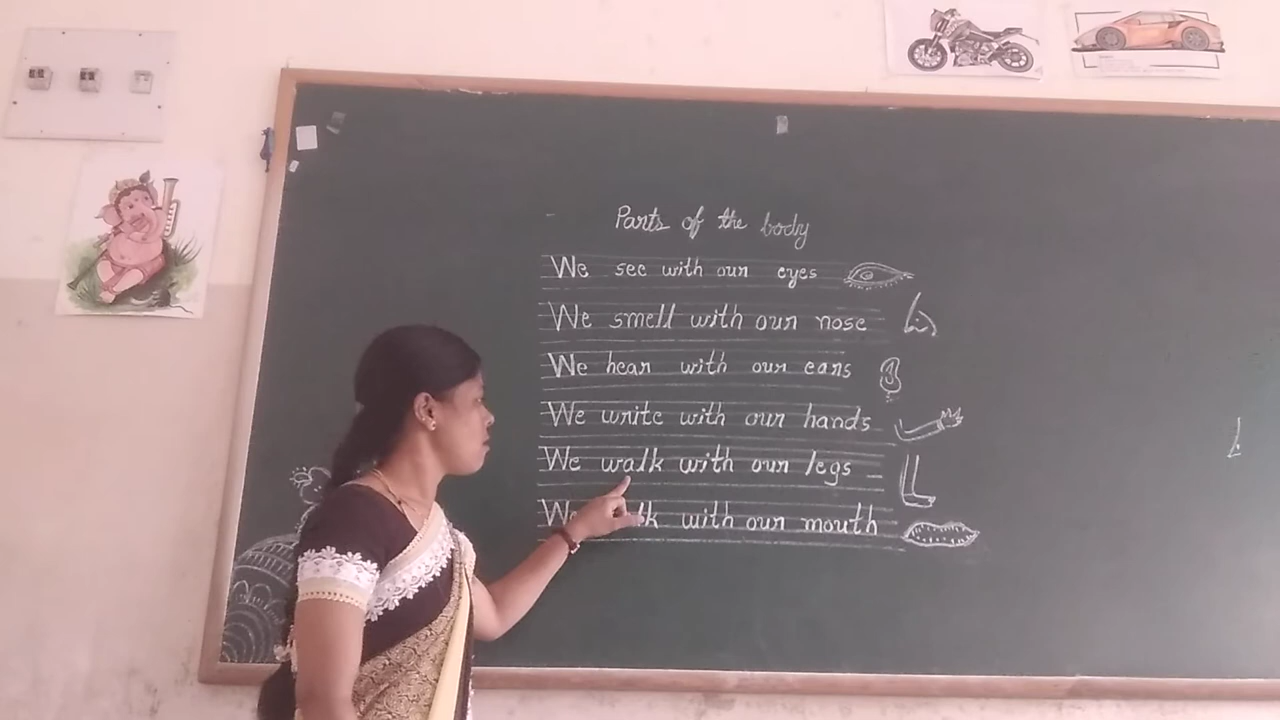 Parts of the body
We see with our eyes
We smell with our nose
We hear with our ears
We write with our hands
We walk with our legs
We with our mouth